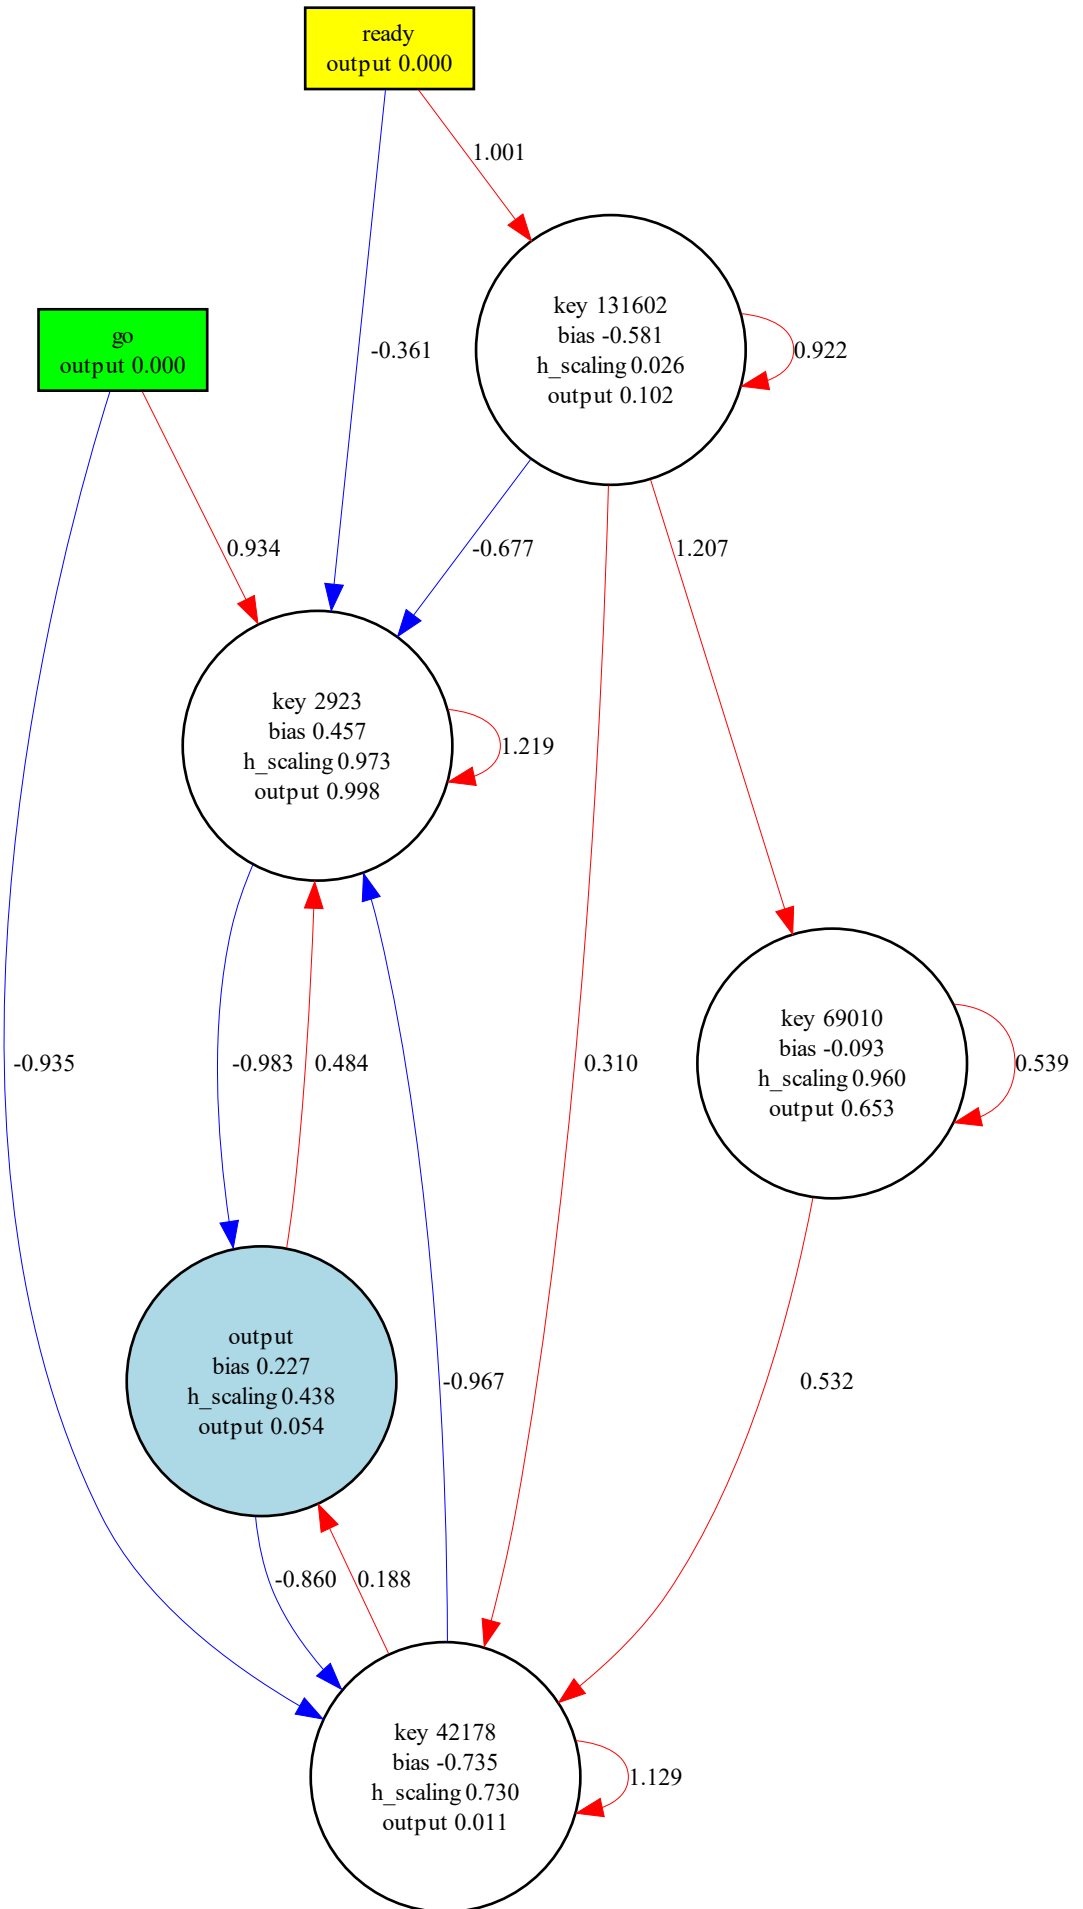 ready
output 0.000
1.001
key 131602
bias -0.581
h_scaling 0.026
output 0.102
0.922
go
output 0.000
-0.361
0.934
-0.677
1.207
key 2923
bias 0.457
h_scaling 0.973
output 0.998
1.219
key 69010
bias -0.093
h_scaling 0.960
output 0.653
0.539
-0.935
-0.983
0.484
0.310
output
bias 0.227
h_scaling 0.438
output 0.054
-0.967
0.532
-0.860
0.188
key 42178
bias -0.735
h_scaling 0.730
output 0.011
1.129